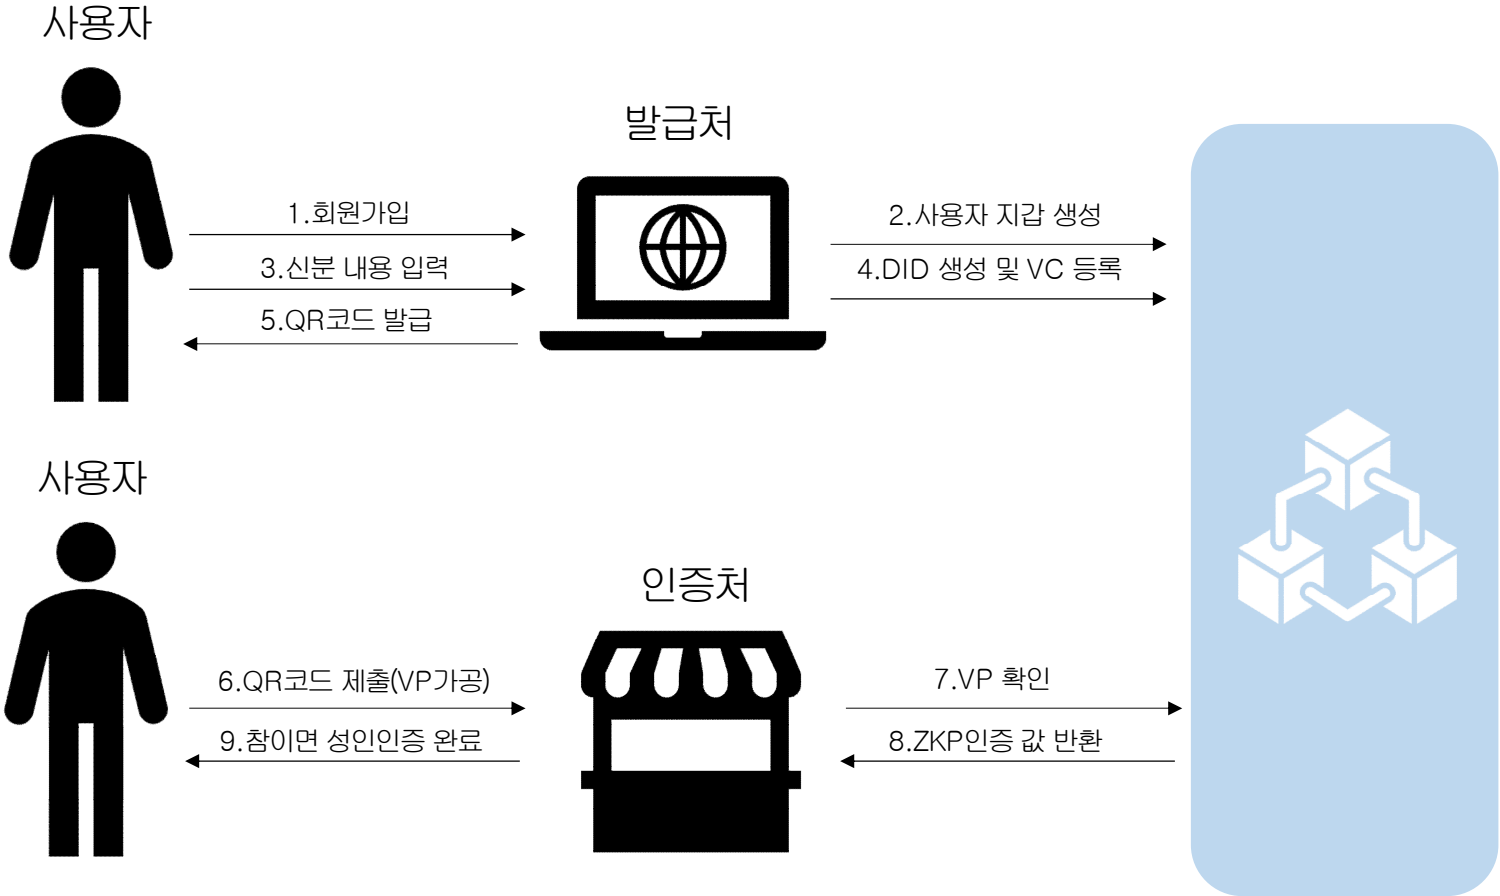 사용자
발급처
1.회원가입
2.사용자 지갑 생성
3.신분 내용 입력
4.DID 생성 및 VC 등록
5.QR코드 발급
사용자
인증처
6.QR코드 제출(VP가공)
7.VP 확인
9.참이면 성인인증 완료
8.ZKP인증 값 반환